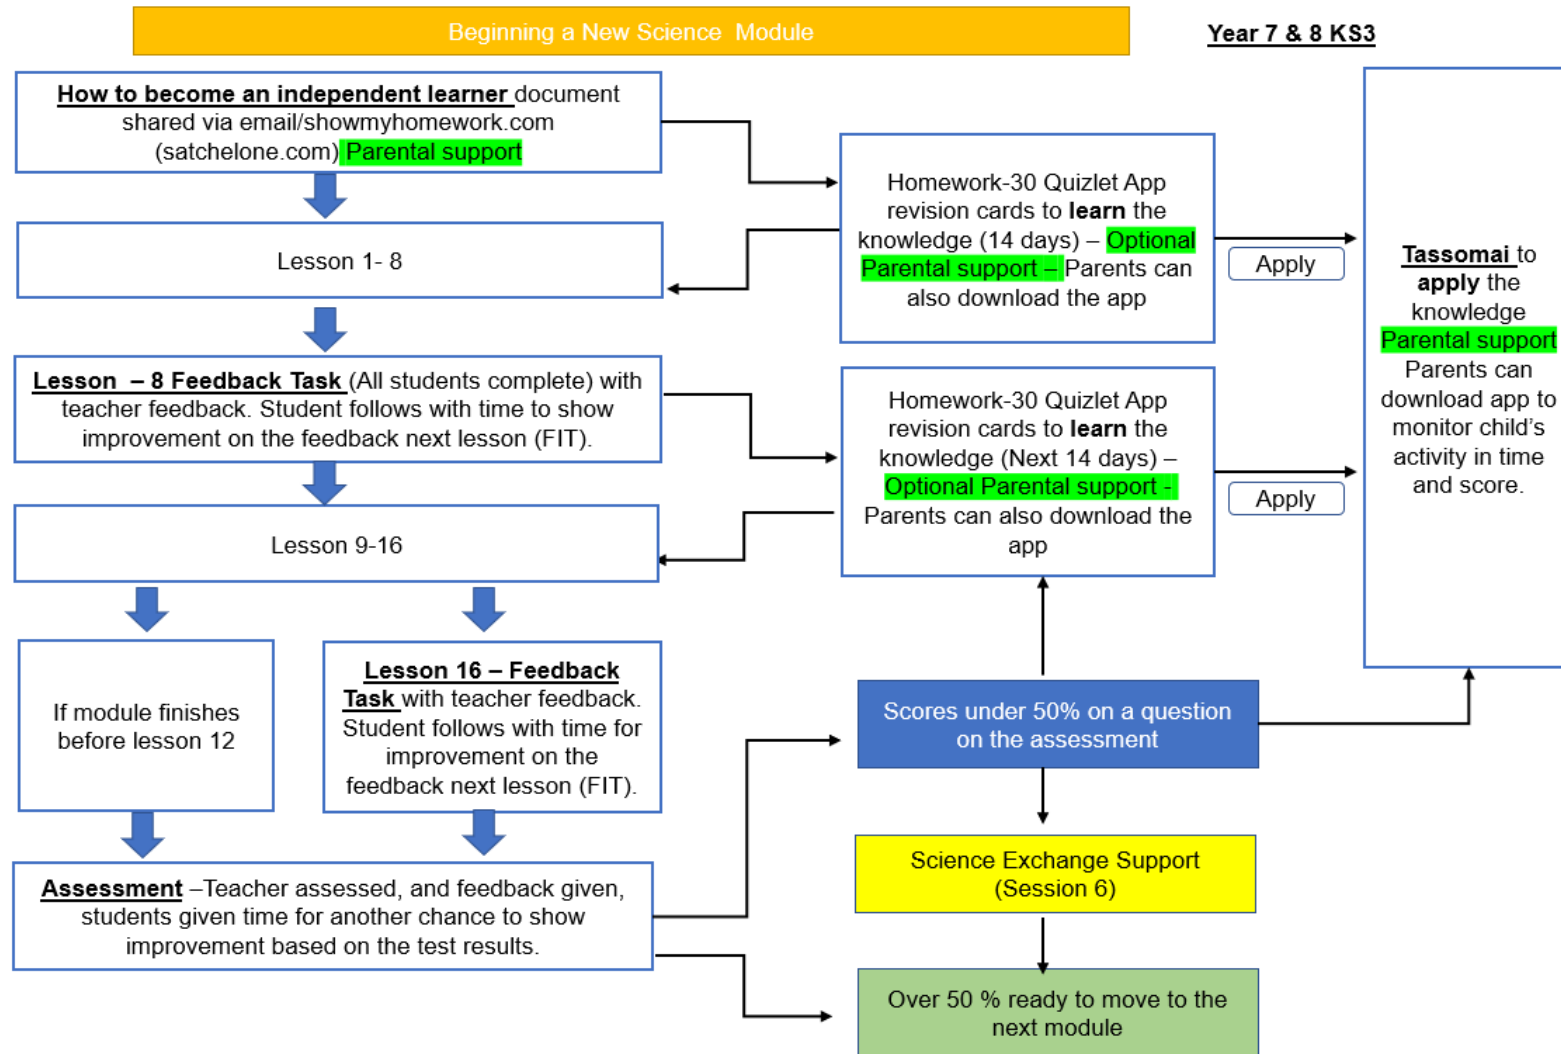 Beginning a New Science  Module
Year 7 & 8 KS3
How to become an independent learner document
shared via email/showmyhomework.com
(satchelone.com) Parental support
Lesson 1- 8
Lesson  – 8 Feedback Task (All students complete) with
teacher feedback. Student follows with time to show
improvement on the feedback next lesson (FIT).
Lesson 9-16
If module finishes
before lesson 12
Lesson 16 – Feedback
Task with teacher feedback.
Student follows with time for
improvement on the
feedback next lesson (FIT).
Assessment –Teacher assessed, and feedback given,
students given time for another chance to show
improvement based on the test results.
Homework-30 Quizlet App
revision cards to learn the
knowledge (14 days) – Optional
Parental support – Parents can
also download the app
Apply
Homework-30 Quizlet App
revision cards to learn the
knowledge (Next 14 days) –
Optional Parental support -
Parents can also download the
app
Apply
Tassomai to
apply the
knowledge
Parental support
Parents can
download app to
monitor child’s
activity in time
and score.
Scores under 50% on a question
on the assessment
Science Exchange Support
(Session 6)
Over 50 % ready to move to the
next module